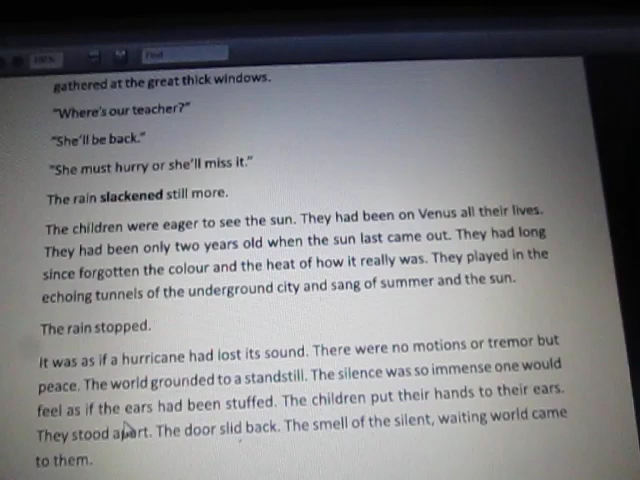 100%
Find
gathered at the great thick windows.
"Where's our teacher?"
"She'll be back."
"She must hurry or she'll miss it."
The rain slackened still more.
The children were eager to see the sun. They had been on Venus all their lives.
They had been only two years old when the sun last came out. They had long
since forgotten the colour and the heat of how it really was. They played in the
echoing tunnels of the underground city and sang of summer and the sun.
The rain stopped.
It was as if a hurricane had lost its sound. There were no motions or tremor but
peace. The world grounded to a standstill. The silence was so immense one would
feel as if the ears had been stuffed. The children put their hands to their ears.
They stood apart. The door slid back. The smell of the silent, waiting world came
to them.